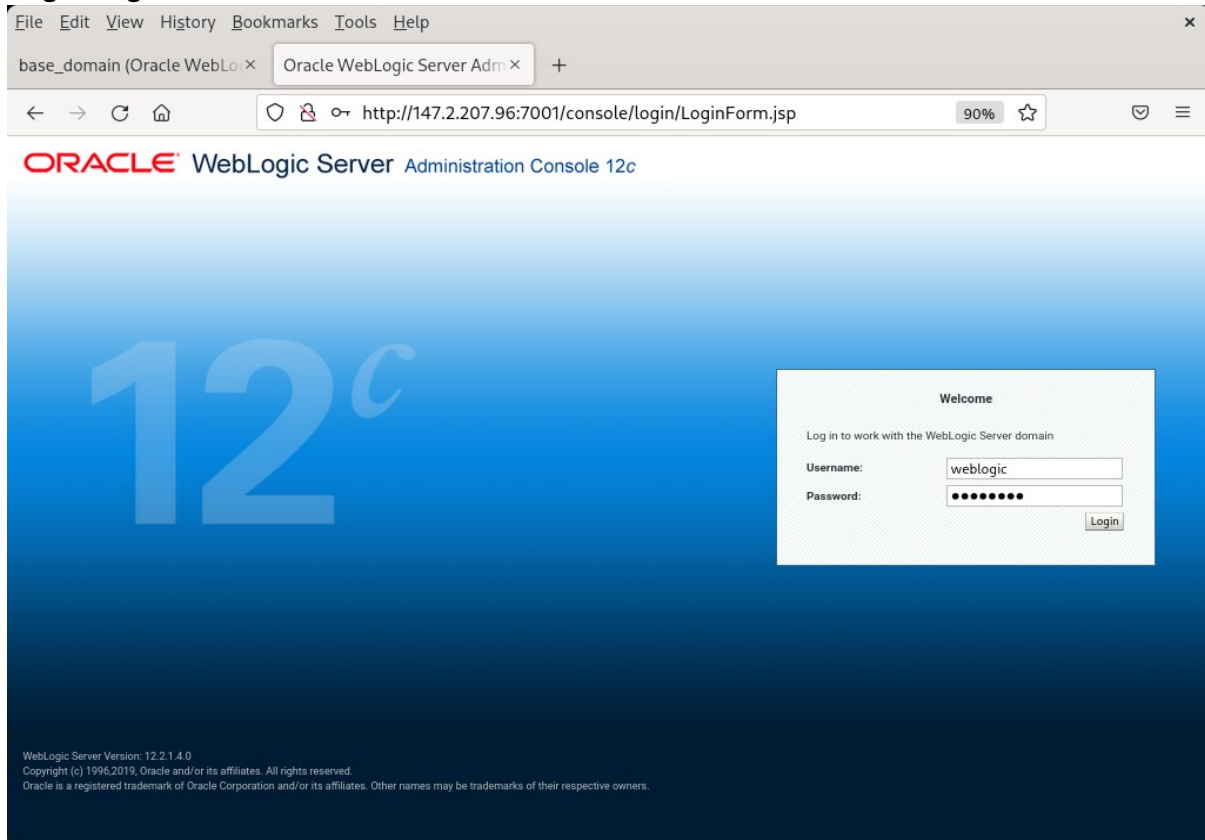 File Edit View History Bookmarks Tools Help
base_domain (Oracle WebLo
Oracle WebLogic Server Adm
http://147.2.207.96:7001/console/login/LoginForm.jsp 90%
ORACLE WebLogic Server Administration Console 12c
12c
Welcome
Log in to work with the WebLogic Server domain
Username: weblogic
Password: ●●●●●●●●
Login
WebLogic Server Version: 12.2.1.4.0
Copyright (c) 1996,2019, Oracle and/or its affiliates. All rights reserved.
Oracle is a registered trademark of Oracle Corporation and/or its affiliates. Other names may be trademarks of their respective owners.